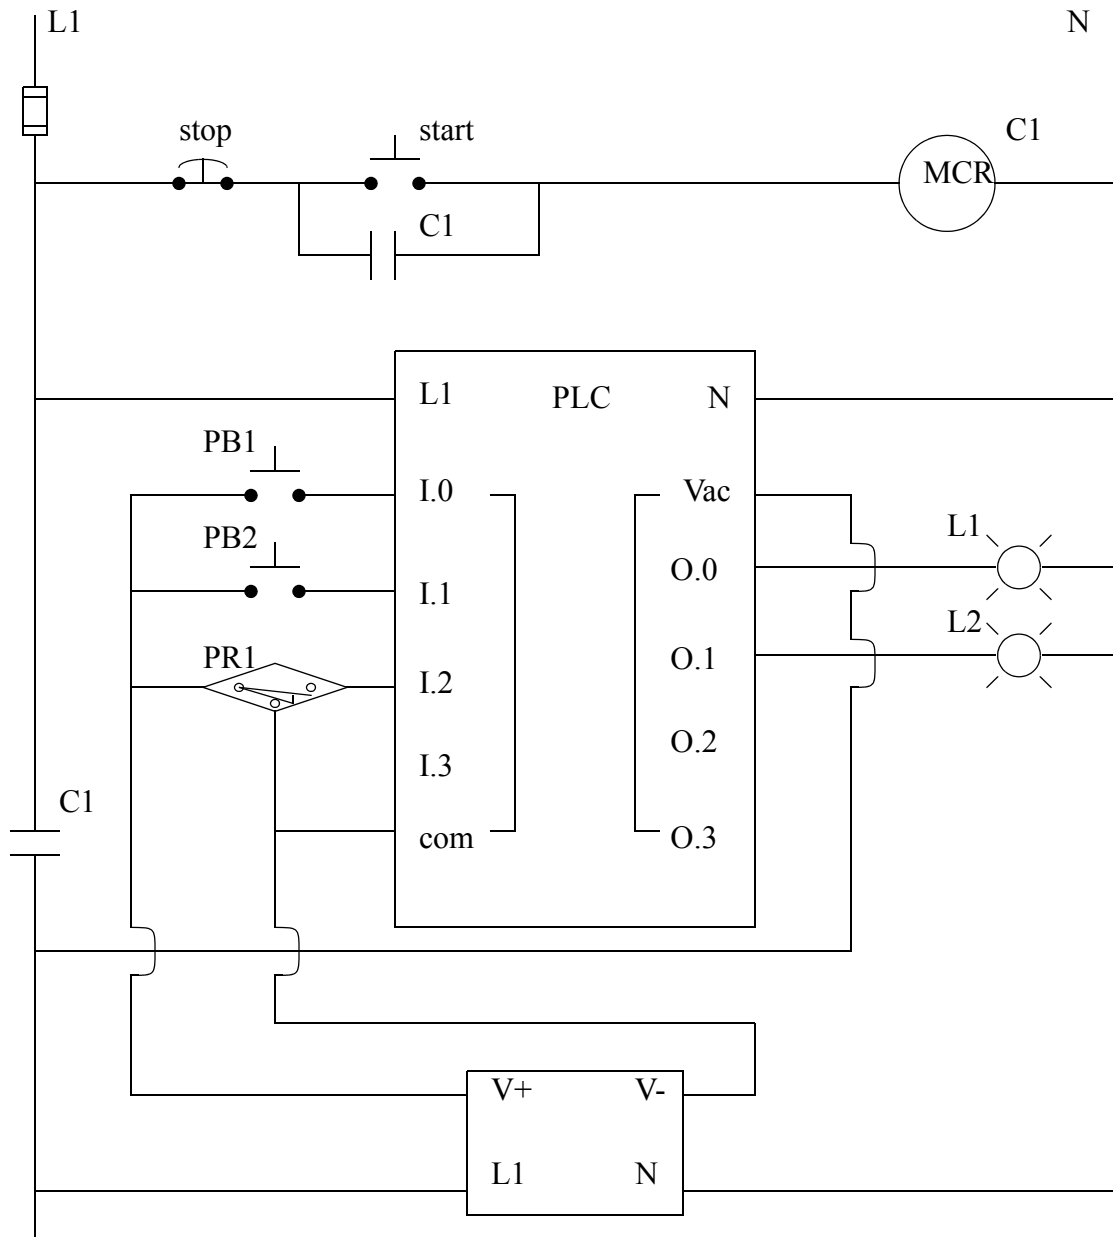 L1 N
stop start C1
MCR
C1
L1 PLC N
PB1
I.0 Vac
L1
PB2
O.0
I.1
L2
PR1 O.1
I.2
O.2
I.3
C1
com O.3
V+ V-
L1 N